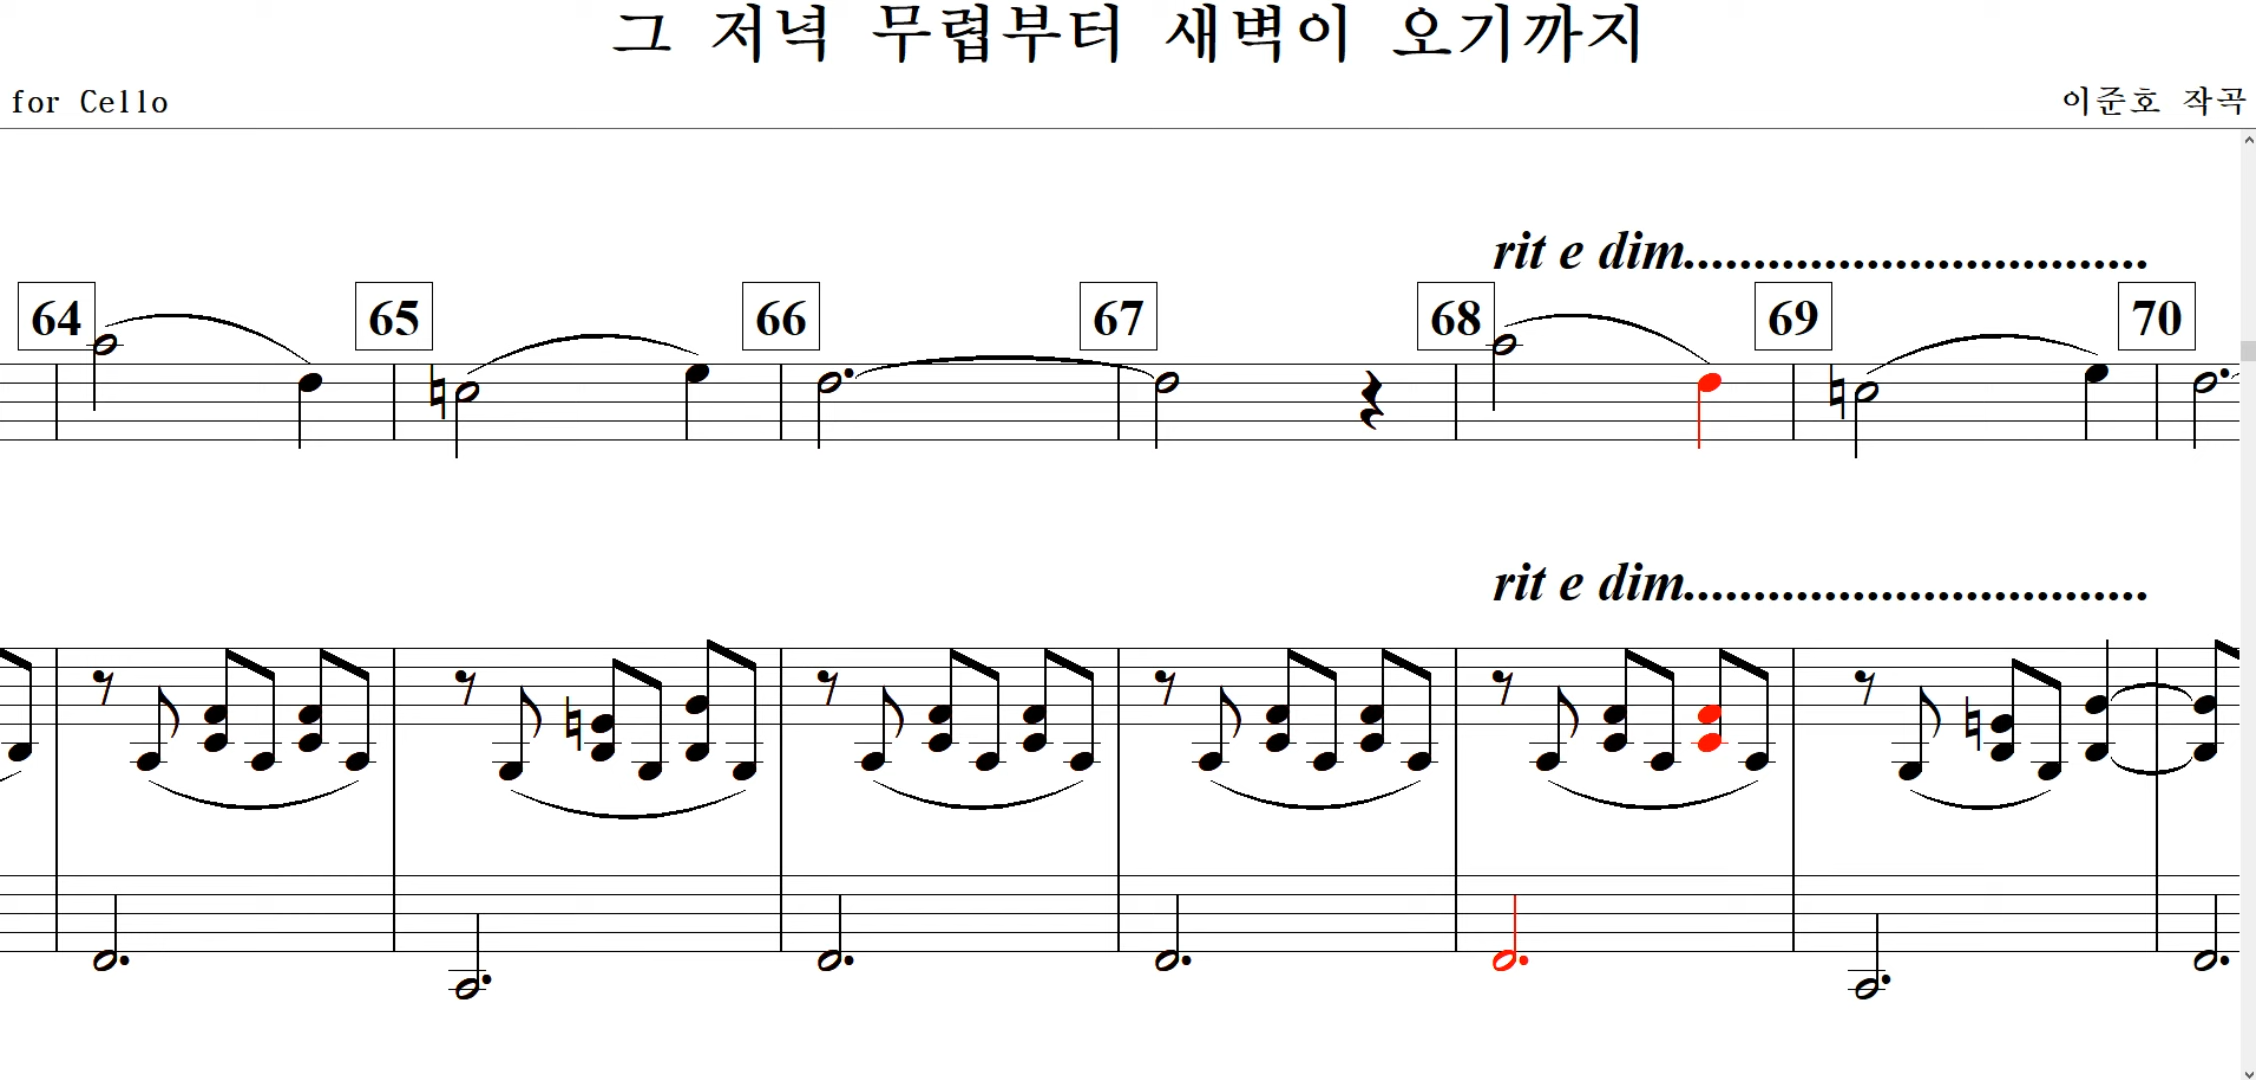 그 저녁 무렵부터 새벽이 오기까지
for Cello 이준호 작곡
rit e dim.................................
64 65 66 67 68 69 70
rit e dim.................................